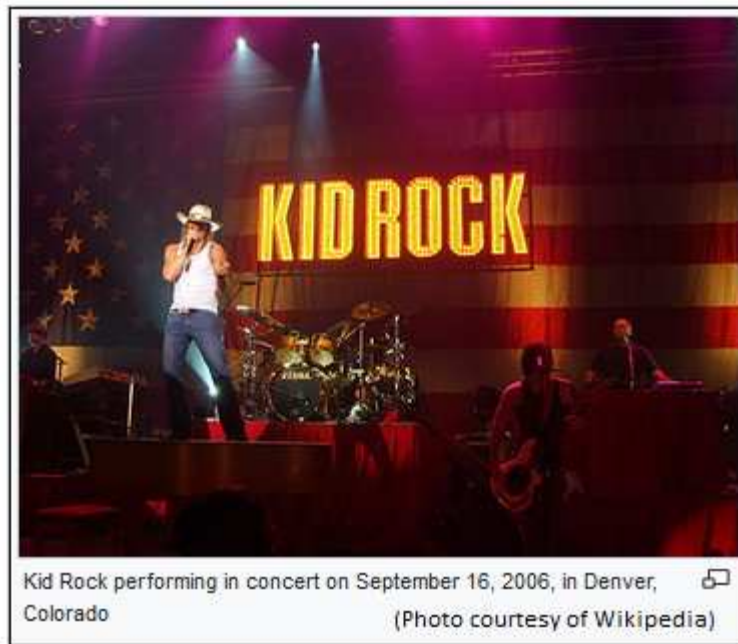 KID ROCK
Kid Rock performing in concert on September 16, 2006, in Denver,
Colorado (Photo courtesy of Wikipedia)